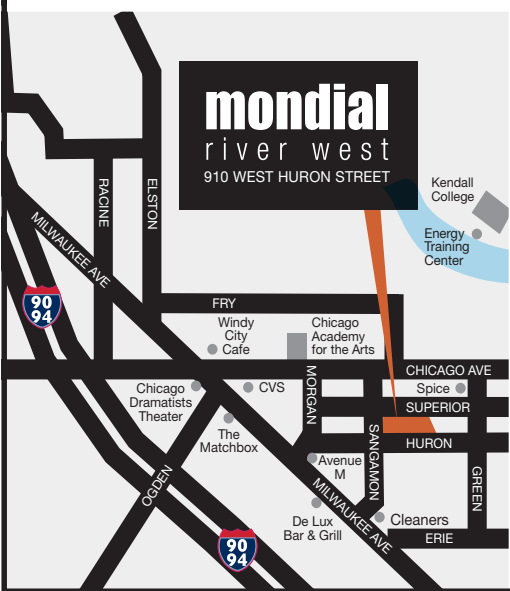 mondial
river west
910 WEST HURON STREET
Kendall
College
Energy
Training
Center
RACINE
ELSTON
MILWAUKEE AVE
90
94
FRY
Windy
City
Cafe
Chicago
Academy
for the Arts
CHICAGO AVE
Chicago
Dramatists
Theater
CVS
MORGAN
Spice
SUPERIOR
The
Matchbox
SANGAMON
HURON
Avenue
M
GREEN
OGDEN
MILWAUKEE AVE
De Lux
Bar & Grill
Cleaners
ERIE
90
94